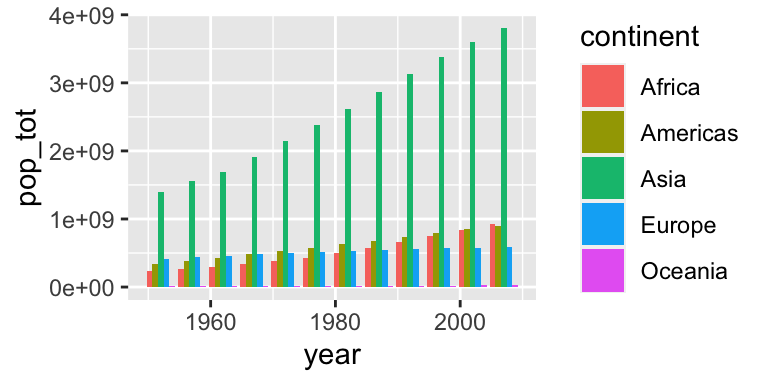 4e+09
3e+09
2e+09
1e+09
0e+00
pop_tot
1960 1980 2000
year
continent
Africa
Americas
Asia
Europe
Oceania